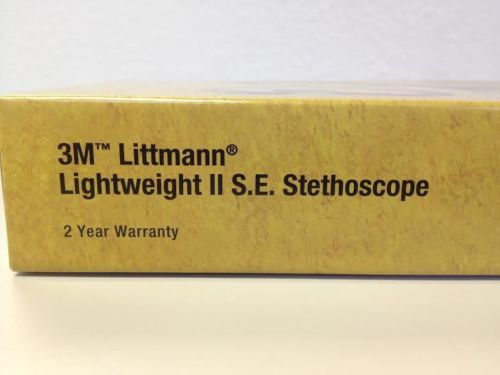 3M™ Littmann®
Lightweight II S.E. Stethoscope
2 Year Warranty